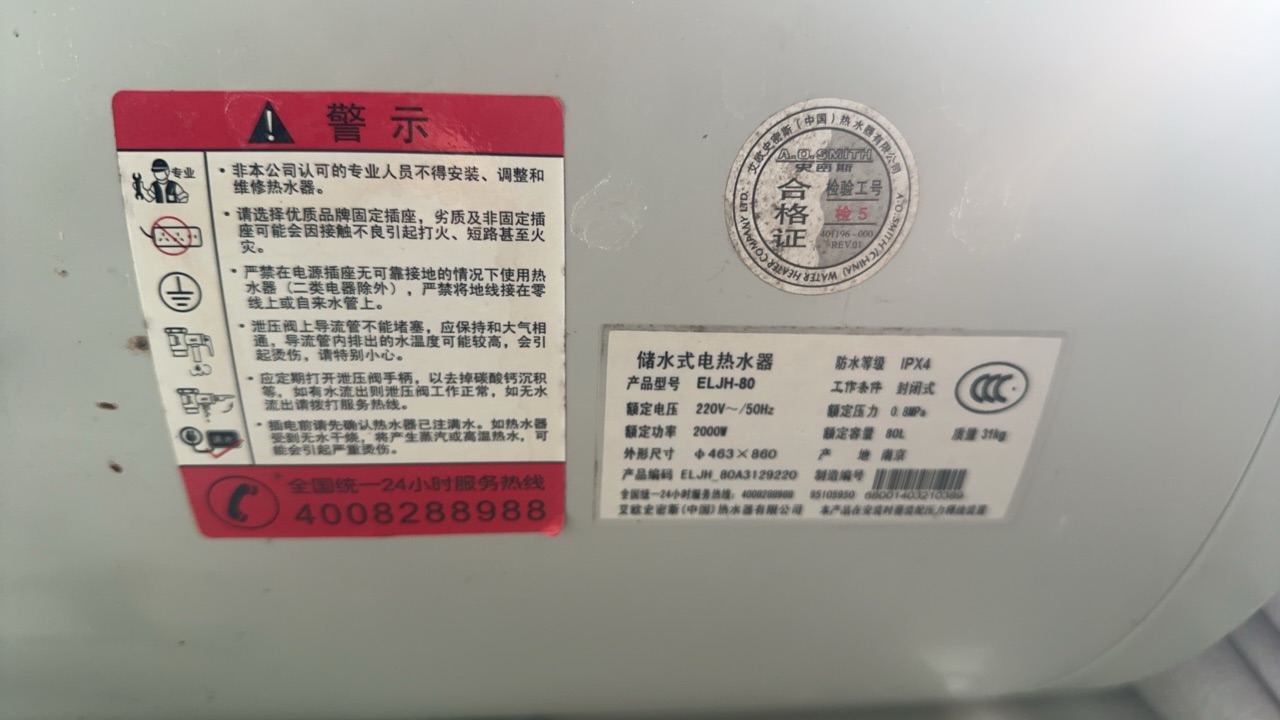 警示
专业
·非本公司认可的专业人员不得安装、调整和
维修热水器。
·请选择优质品牌固定插座，劣质及非固定插
座可能会因接触不良引起打火、短路甚至火
灾。
·严禁在电源插座无可靠接地的情况下使用热
水器（二类电器除外），严禁将地线接在零
线上或自来水管上。
·泄压阀上导流管不能堵塞，应保持和大气相
通，导流管内排出的水温度可能较高，会引
起烫伤，请特别小心。
·应定期打开泄压阀手柄，以去掉碳酸钙沉积
等，如有水流出则泄压阀工作正常，如无水
流出请拨打服务热线。
·插电前请先确认热水器已注满水。如热水器
受到无水干烧，将产生蒸汽或高温热水，可
能会引起严重烫伤。
全国统一24小时服务热线
4008288988
艾欧史密斯（中国）热水器有限公司
A.O.SMITH
史密斯
合格证
检验工号
检 5
401196-000
REV.01
A.O.SMITH (CHINA) WATER HEATER COMPANY LTD.
储水式电热水器
防水等级 IPX4
产品型号 ELJH-80
工作条件 封闭式
额定电压 220V～/50Hz
额定压力 0.8MPa
额定功率 2000W
额定容量 80L 质量 31kg
外形尺寸 φ463×860
产地 南京
产品编码 ELJH_80A3129220 制造编号
全国统一24小时服务热线：4008288988 95105950
艾欧史密斯(中国)热水器有限公司
CCC